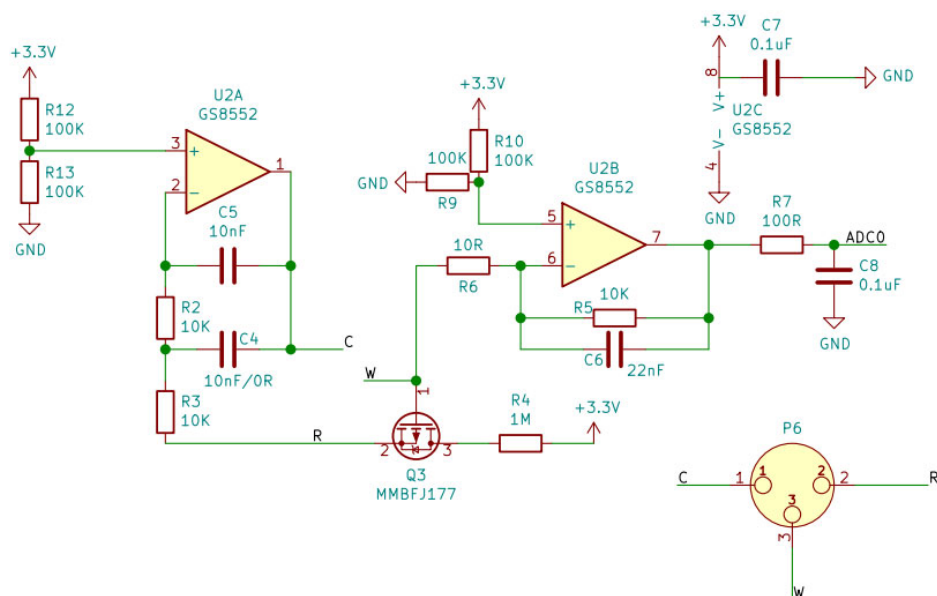 +3.3V
R12
100K
R13
100K
GND
3
2
1
+
−
U2A
GS8552
C5
10nF
R2
10K
C4
10nF/0R
C
R3
10K
R
W
1
2
3
Q3
MMBFJ177
R4
1M
+3.3V
+3.3V
R10
100K
100K
R9
GND
10R
R6
U2B
GS8552
5
6
7
+
−
R5
10K
C6
22nF
+3.3V
C7
0.1uF
GND
8
V+
U2C
GS8552
V-
4
GND
R7
100R
ADC0
C8
0.1uF
GND
P6
C
1
1
2
2
R
3
3
W